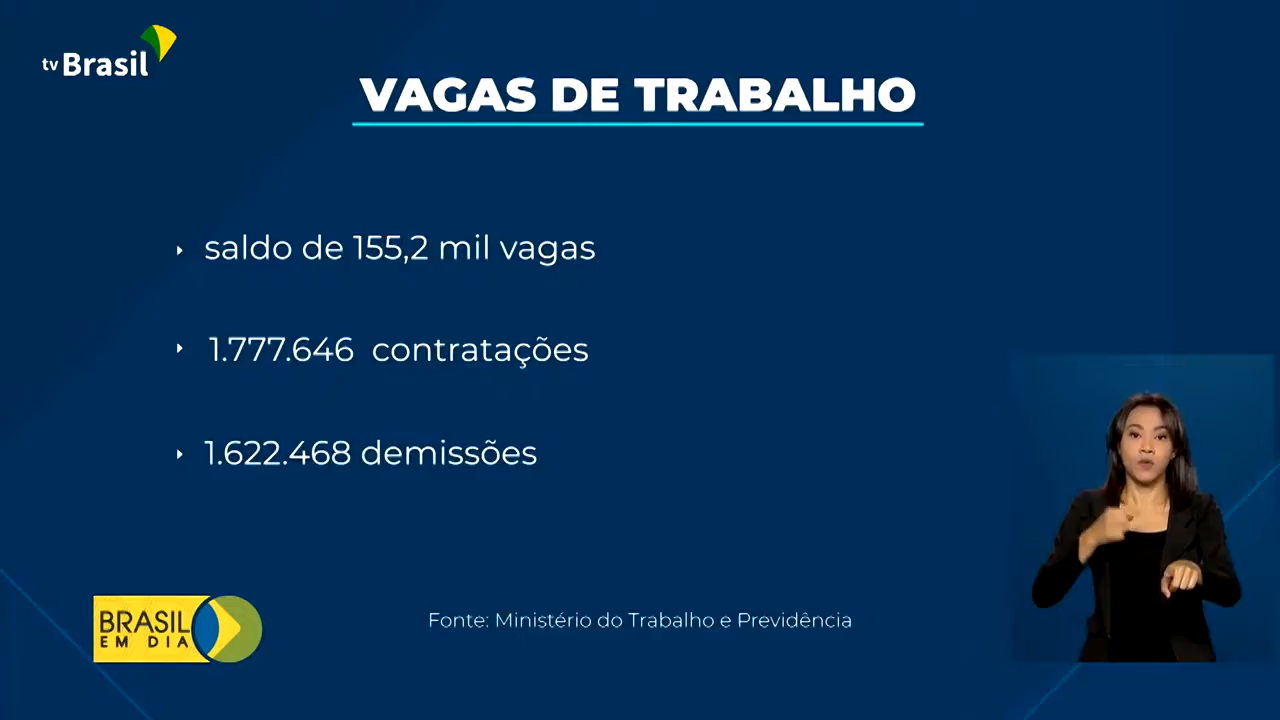 tv Brasil
VAGAS DE TRABALHO
saldo de 155,2 mil vagas
1.777.646 contratações
1.622.468 demissões
BRASIL
EM DIA
Fonte: Ministério do Trabalho e Previdência